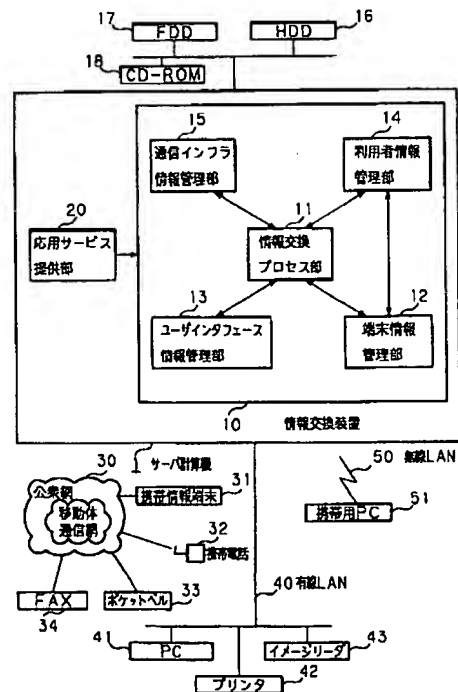 17
FDD
HDD
16
18
CD-ROM
15
通信インフラ
情報管理部
14
利用者情報
管理部
20
応用サービス
提供部
11
情報交換
プロセス部
13
ユーザインタフェース
情報管理部
12
端末情報
管理部
10
情報交換装置
サーバ計算機
30
公衆網
移動体
通信網
31
携帯情報端末
32
携帯電話
50
無線LAN
携帯用PC
51
FAX
34
ポケットベル
33
40
有線LAN
41
PC
プリンタ
42
イメージリーダ
43